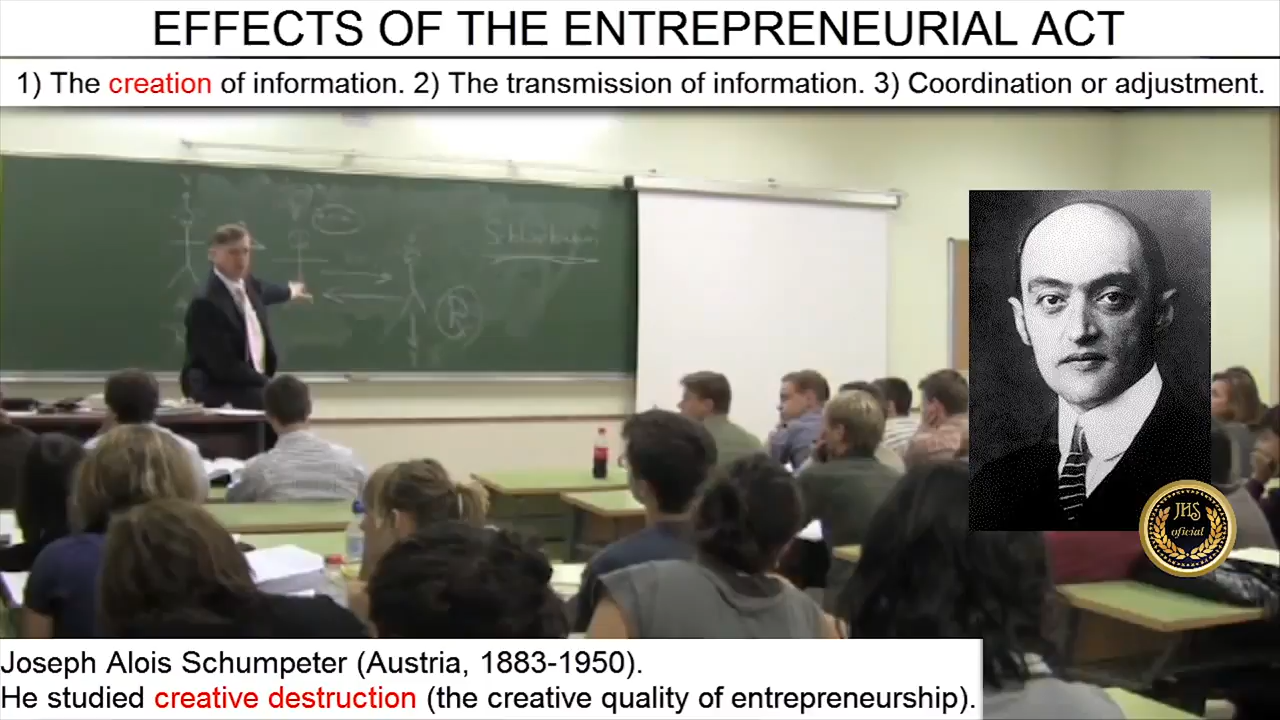 EFFECTS OF THE ENTREPRENEURIAL ACT
1) The creation of information. 2) The transmission of information. 3) Coordination or adjustment.
JHS
oficial
Joseph Alois Schumpeter (Austria, 1883-1950).
He studied creative destruction (the creative quality of entrepreneurship).